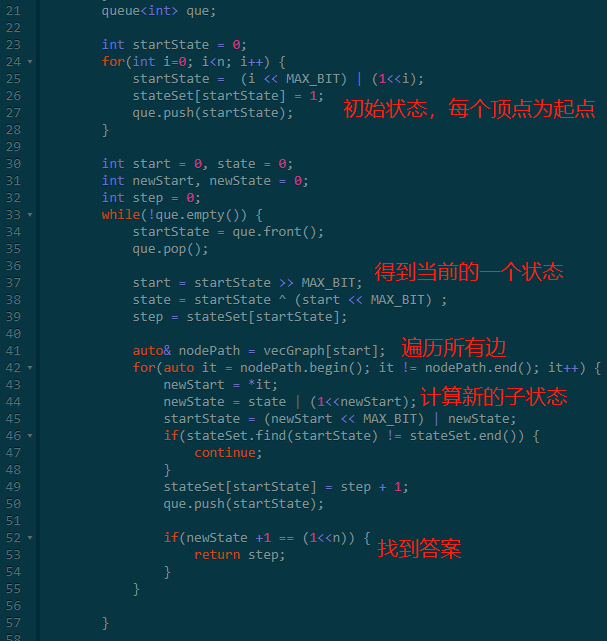 21 queue<int> que;
22
23 int startState = 0;
24 for(int i=0; i<n; i++) {
25 startState =  (i << MAX_BIT) | (1<<i);
26 stateSet[startState] = 1;
27 que.push(startState); 初始状态，每个顶点为起点
28 }
29
30 int start = 0, state = 0;
31 int newStart, newState = 0;
32 int step = 0;
33 while(!que.empty()) {
34 startState = que.front();
35 que.pop();
36
37 start = startState >> MAX_BIT; 得到当前的一个状态
38 state = startState ^ (start << MAX_BIT) ;
39 step = stateSet[startState];
40
41 auto& nodePath = vecGraph[start]; 遍历所有边
42 for(auto it = nodePath.begin(); it != nodePath.end(); it++) {
43 newStart = *it;
44 newState = state | (1<<newStart); 计算新的子状态
45 startState = (newStart << MAX_BIT) | newState;
46 if(stateSet.find(startState) != stateSet.end()) {
47 continue;
48 }
49 stateSet[startState] = step + 1;
50 que.push(startState);
51
52 if(newState +1 == (1<<n)) {
53 return step; 找到答案
54 }
55 }
56
57 }
58